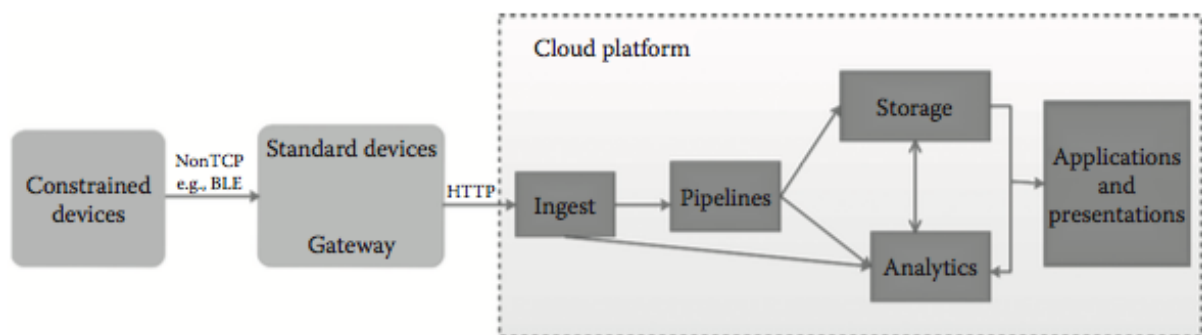 Cloud platform
Constrained
devices
NonTCP
e.g., BLE
Standard devices
Gateway
HTTP
Ingest
Pipelines
Storage
Analytics
Applications
and
presentations